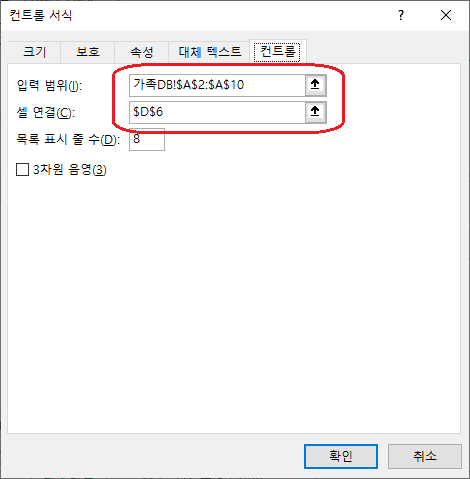 컨트롤 서식
크기 보호 속성 대체 텍스트 컨트롤
입력 범위(I): 가족DB!$A$2:$A$10
셀 연결(C): $D$6
목록 표시 줄 수(D): 8
3차원 음영(3)
확인 취소